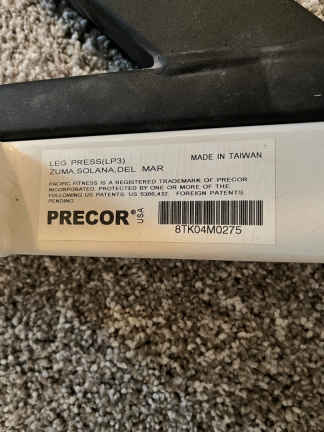 LEG PRESS(LP3)
MADE IN TAIWAN
ZUMA,SOLANA,DEL MAR
PACIFIC FITNESS IS A REGISTERED TRADEMARK OF PRECOR
INCORPORATED. PROTECTED BY ONE OR MORE OF THE
FOLLOWING US PATENTS: US 5366,432. FOREIGN PATENTS
PENDING.
PRECOR® USA
8TK04M0275